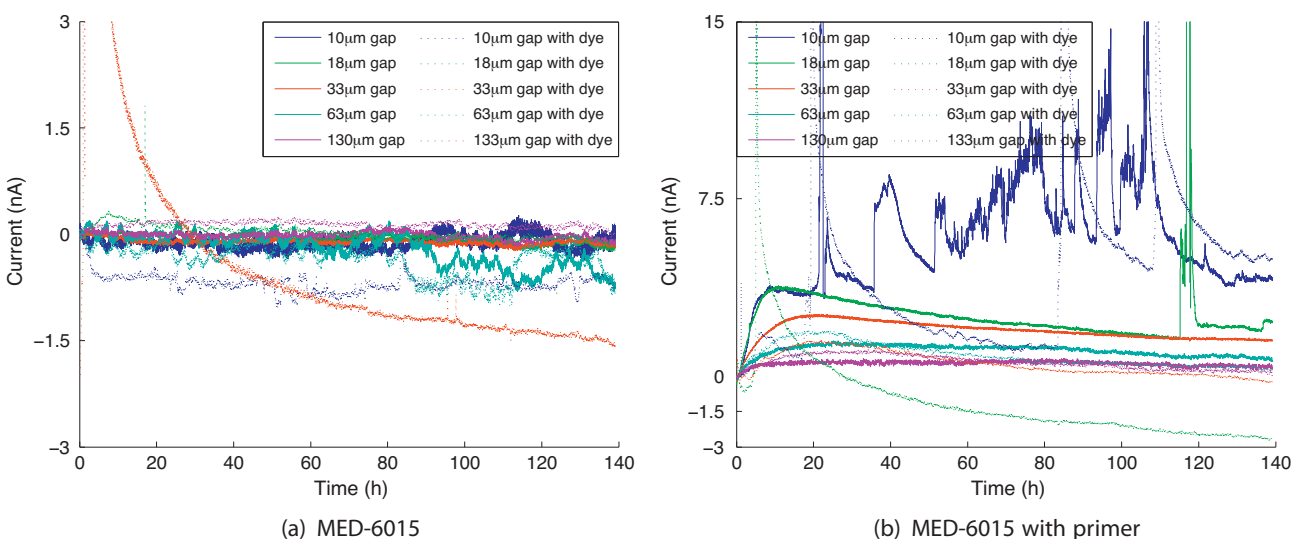 3
1.5
0
−1.5
−3
Current (nA)
0 20 40 60 80 100 120 140
Time (h)
10μm gap 10μm gap with dye
18μm gap 18μm gap with dye
33μm gap 33μm gap with dye
63μm gap 63μm gap with dye
130μm gap 133μm gap with dye
(a) MED-6015
15
7.5
0
−1.5
−3
Current (nA)
0 20 40 60 80 100 120 140
Time (h)
10μm gap 10μm gap with dye
18μm gap 18μm gap with dye
33μm gap 33μm gap with dye
63μm gap 63μm gap with dye
130μm gap 133μm gap with dye
(b) MED-6015 with primer